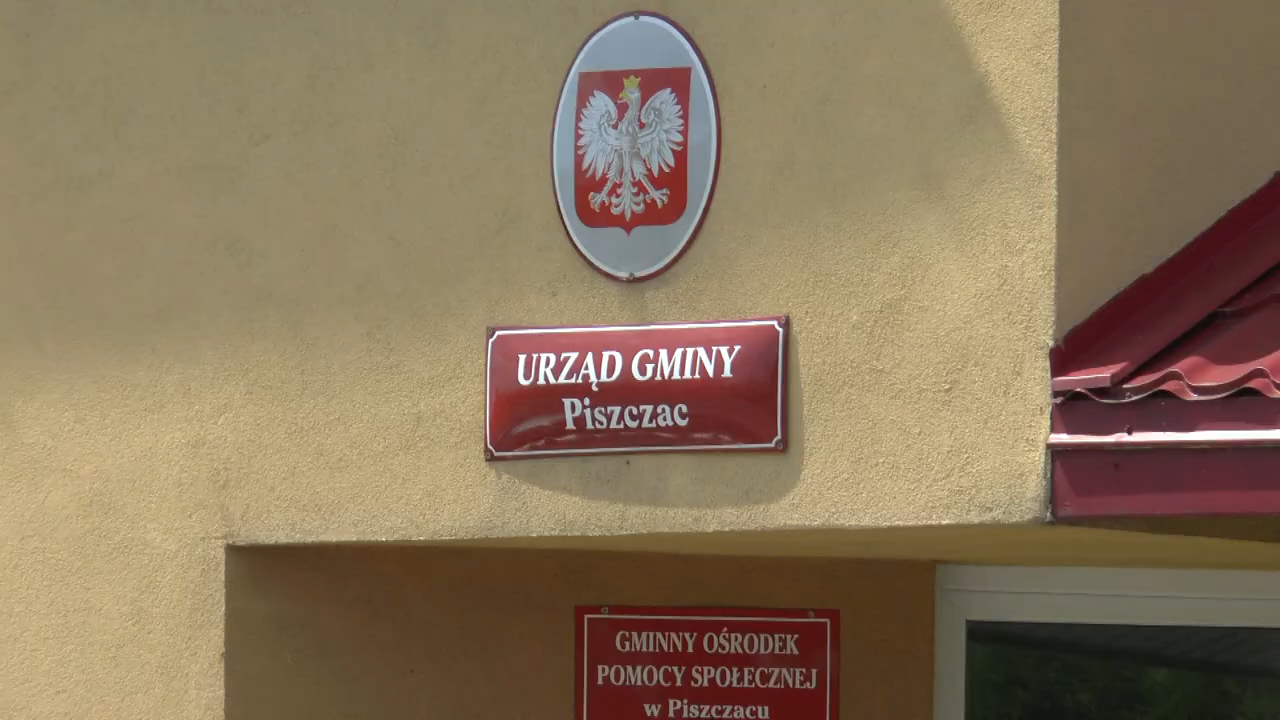 URZĄD GMINY
Piszczac
GMINNY OŚRODEK
POMOCY SPOŁECZNEJ
w Piszczacu